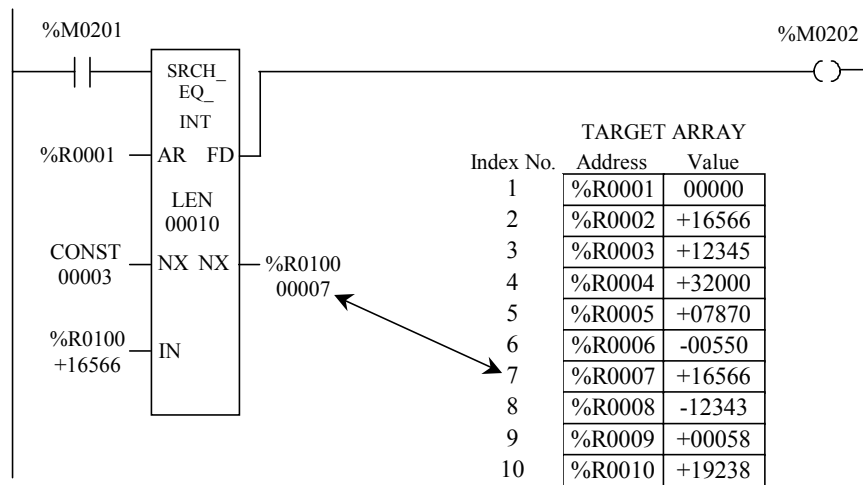 %M0201
%M0202
SRCH_
EQ_
INT
%R0001 AR FD
LEN
00010
CONST
00003 NX NX %R0100
00007
%R0100
+16566 IN
TARGET ARRAY
Index No. Address Value
1 %R0001 00000
2 %R0002 +16566
3 %R0003 +12345
4 %R0004 +32000
5 %R0005 +07870
6 %R0006 -00550
7 %R0007 +16566
8 %R0008 -12343
9 %R0009 +00058
10 %R0010 +19238